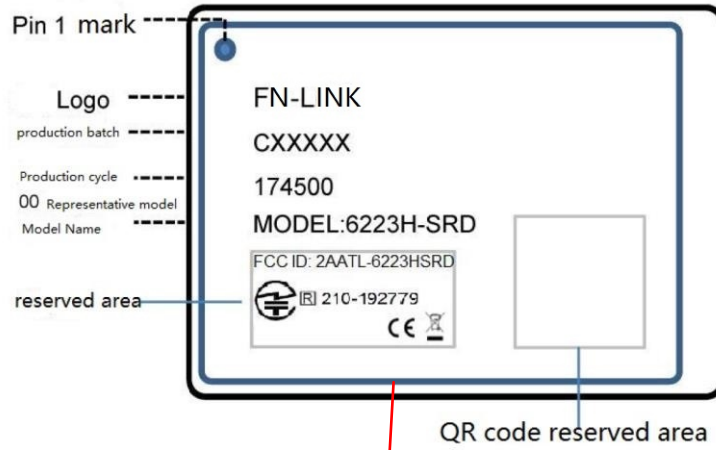 Pin 1 mark
Logo
FN-LINK
production batch
CXXXXX
Production cycle
174500
00 Representative model
Model Name
MODEL:6223H-SRD
FCC ID: 2AATL-6223HSRD
reserved area
R 210-192779
CE
QR code reserved area